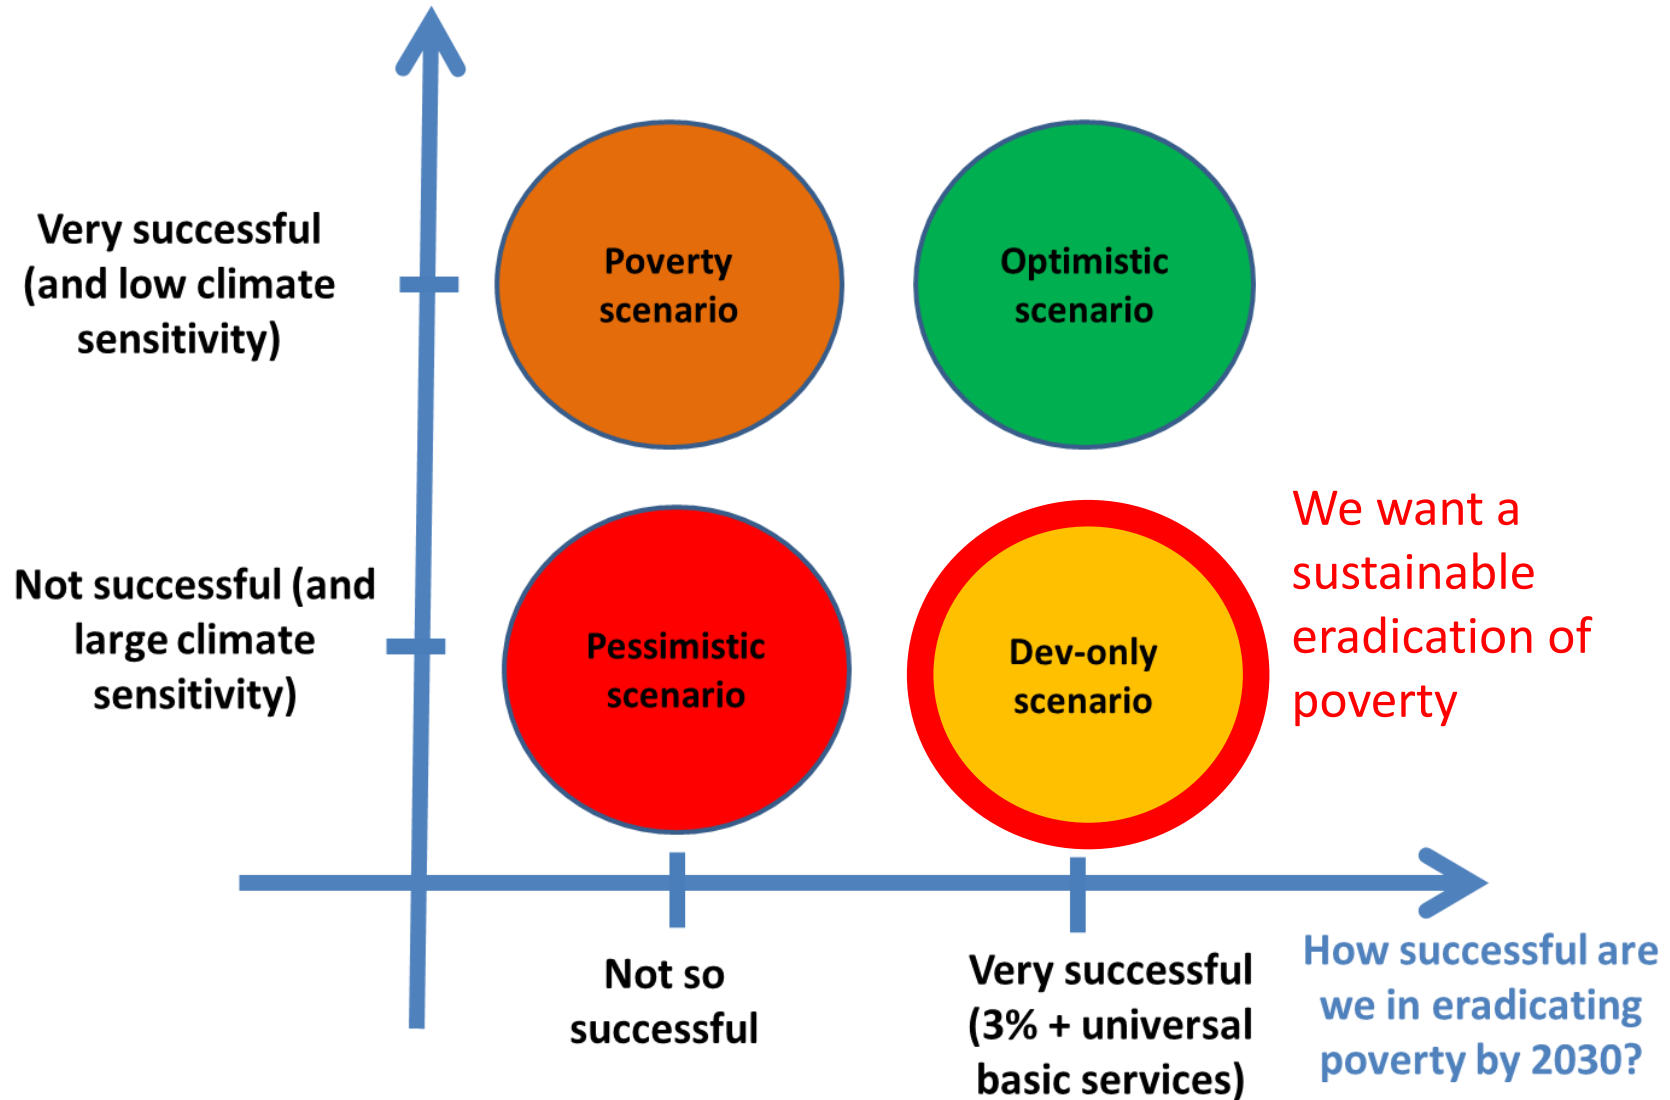 Very successful
(and low climate
sensitivity)
Poverty
scenario
Optimistic
scenario
Not successful (and
large climate
sensitivity)
Pessimistic
scenario
Dev-only
scenario
We want a
sustainable
eradication of
poverty
Not so
successful
Very successful
(3% + universal
basic services)
How successful are
we in eradicating
poverty by 2030?